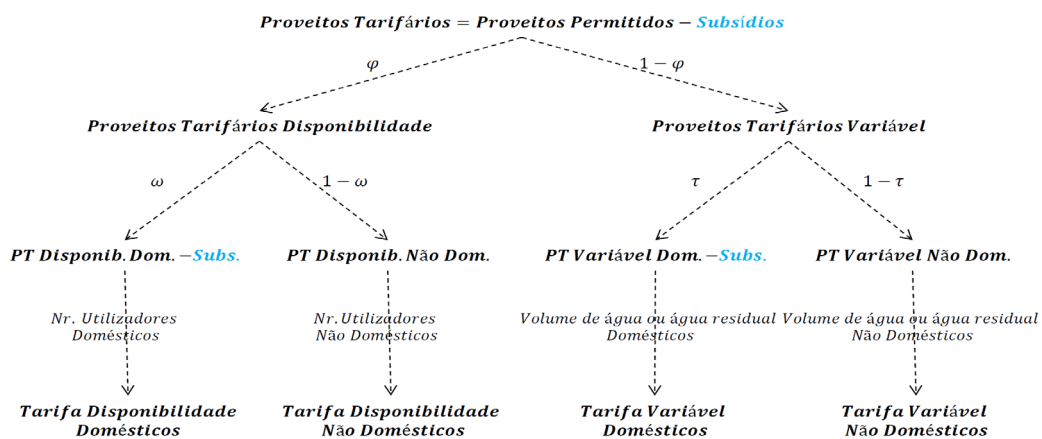 Proveitos Tarifários = Proveitos Permitidos − Subsídios
φ
1 − φ
Proveitos Tarifários Disponibilidade
Proveitos Tarifários Variável
ω
1 − ω
τ
1 − τ
PT Disponib. Dom. −Subs.
PT Disponib. Não Dom.
PT Variável Dom. −Subs.
PT Variável Não Dom.
Nr. Utilizadores
Domésticos
Nr. Utilizadores
Não Domésticos
Volume de água ou água residual
Domésticos
Volume de água ou água residual
Não Domésticos
Tarifa Disponibilidade
Domésticos
Tarifa Disponibilidade
Não Domésticos
Tarifa Variável
Domésticos
Tarifa Variável
Não Domésticos